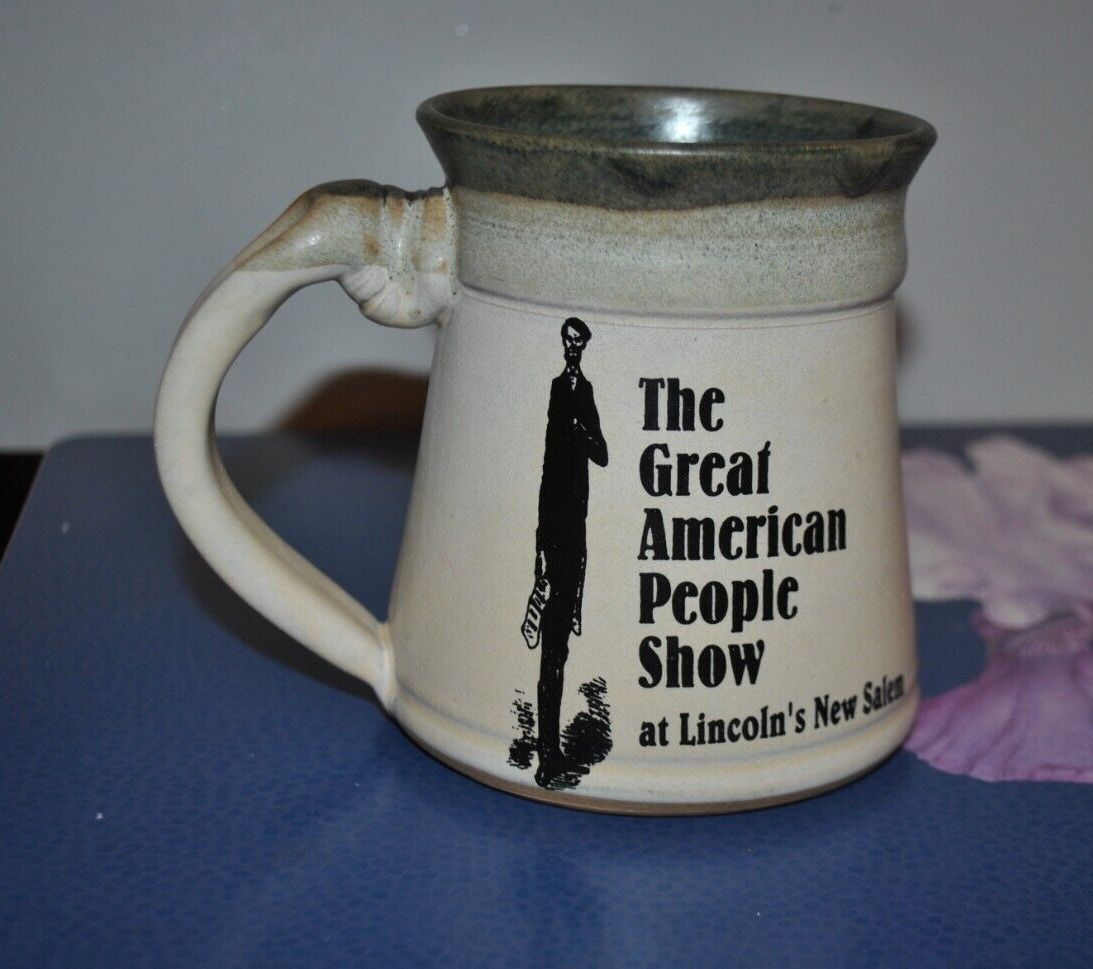 The
Great
American
People
Show
at Lincoln's New Salem